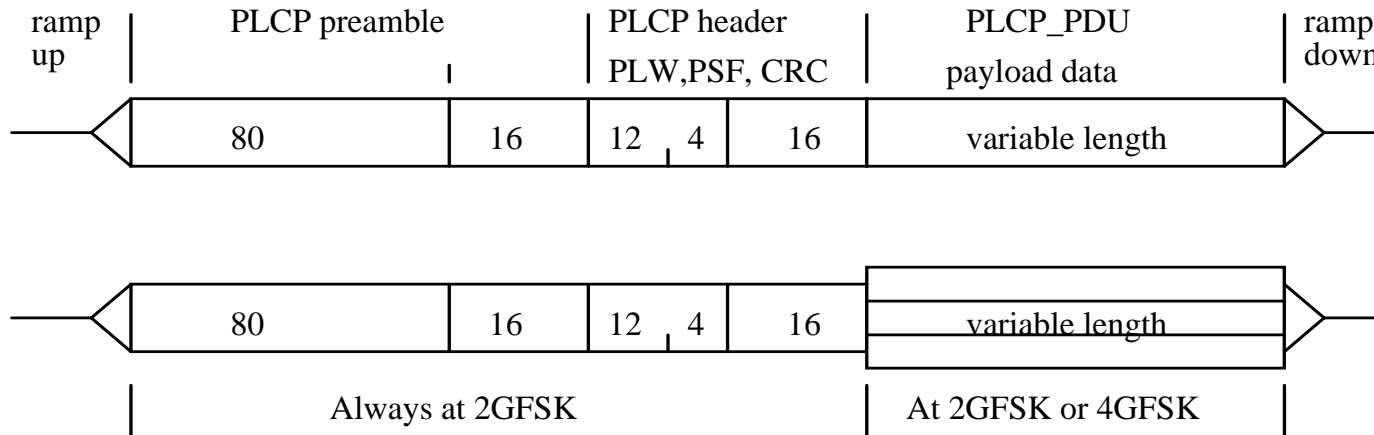 ramp PLCP preamble PLCP header PLCP_PDU ramp
up PLW,PSF, CRC payload data down
80 16 12 4 16 variable length
80 16 12 4 16 variable length
Always at 2GFSK At 2GFSK or 4GFSK